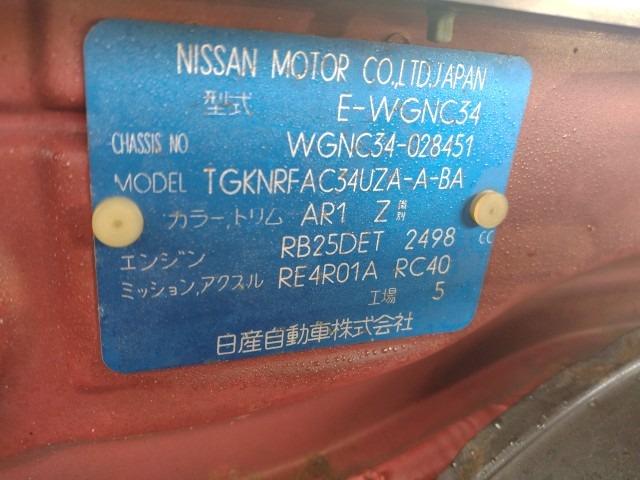 NISSAN MOTOR CO.,LTD.JAPAN
型式 E-WGNC34
CHASSIS NO WGNC34-028451
MODEL TGKNRFAC34UZA-A-BA
カラー,トリム AR1 Z 識別
エンジン RB25DET 2498 CC
ミッション,アクスル RE4R01A RC40
工場 5
日産自動車株式会社